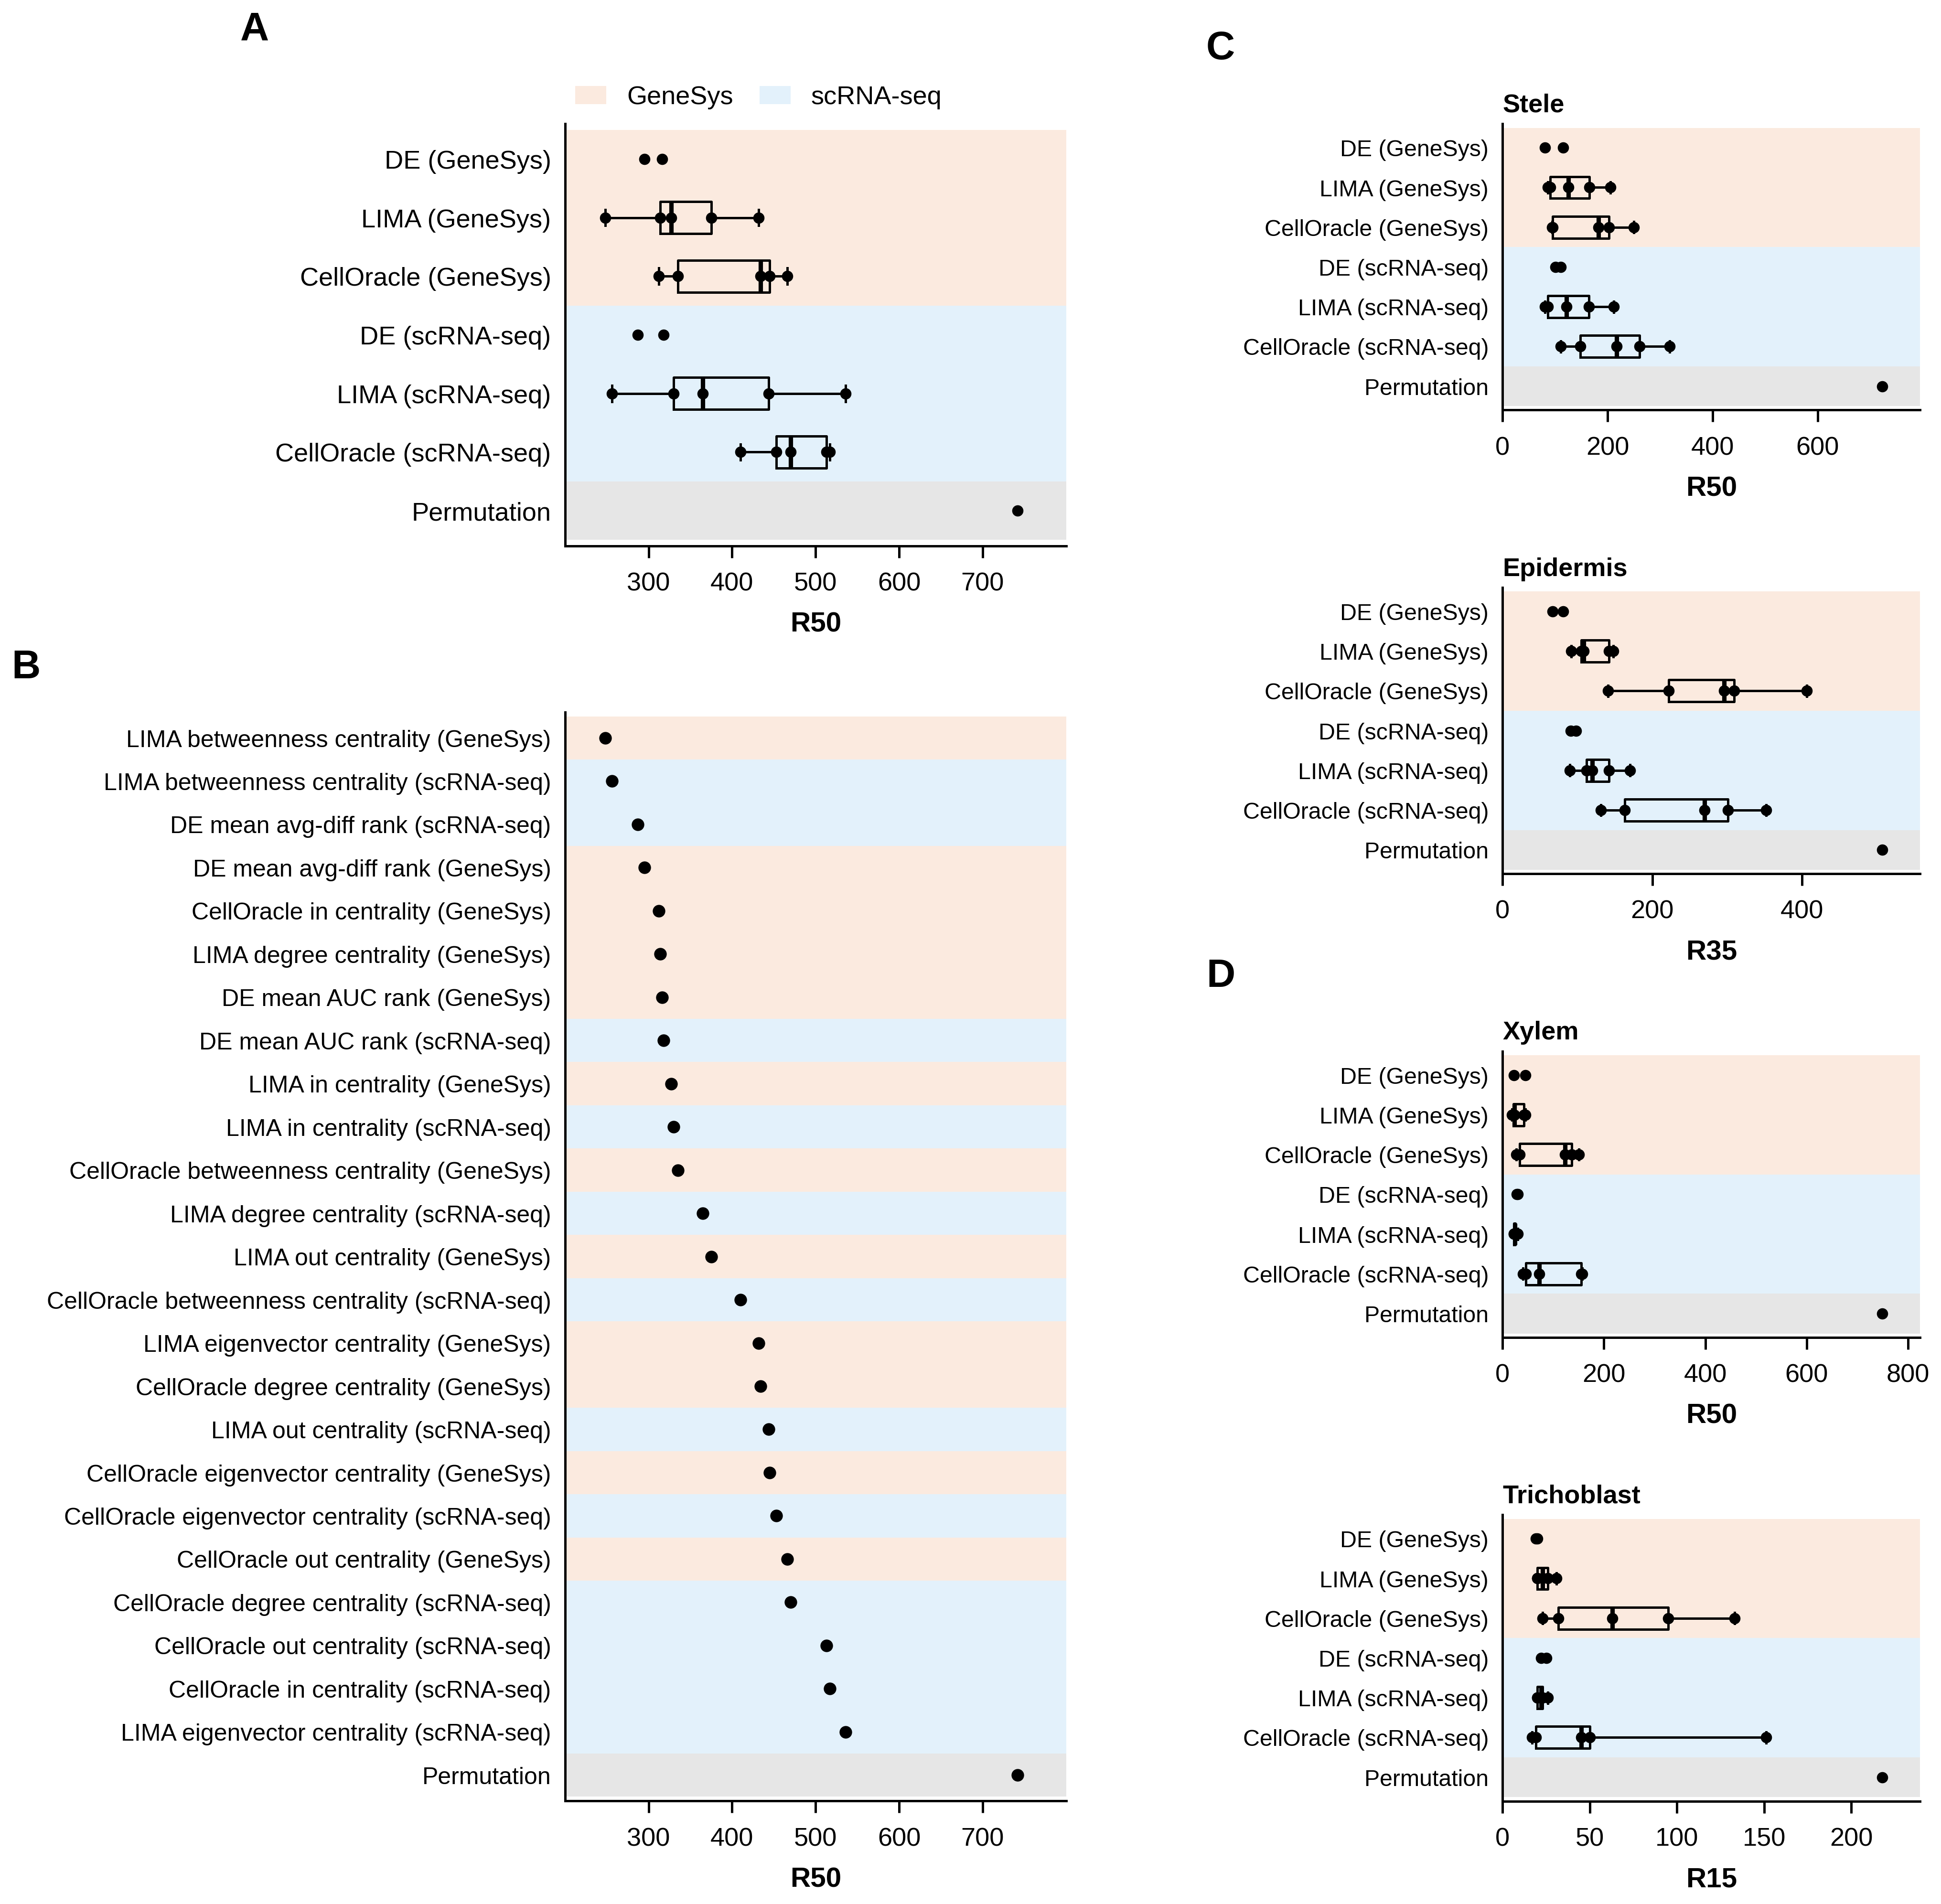 A
GeneSys scRNA-seq
DE (GeneSys)
LIMA (GeneSys)
CellOracle (GeneSys)
DE (scRNA-seq)
LIMA (scRNA-seq)
CellOracle (scRNA-seq)
Permutation
300 400 500 600 700
R50
B
LIMA betweenness centrality (GeneSys)
LIMA betweenness centrality (scRNA-seq)
DE mean avg-diff rank (scRNA-seq)
DE mean avg-diff rank (GeneSys)
CellOracle in centrality (GeneSys)
LIMA degree centrality (GeneSys)
DE mean AUC rank (GeneSys)
DE mean AUC rank (scRNA-seq)
LIMA in centrality (GeneSys)
LIMA in centrality (scRNA-seq)
CellOracle betweenness centrality (GeneSys)
LIMA degree centrality (scRNA-seq)
LIMA out centrality (GeneSys)
CellOracle betweenness centrality (scRNA-seq)
LIMA eigenvector centrality (GeneSys)
CellOracle degree centrality (GeneSys)
LIMA out centrality (scRNA-seq)
CellOracle eigenvector centrality (GeneSys)
CellOracle eigenvector centrality (scRNA-seq)
CellOracle out centrality (GeneSys)
CellOracle degree centrality (scRNA-seq)
CellOracle out centrality (scRNA-seq)
CellOracle in centrality (scRNA-seq)
LIMA eigenvector centrality (scRNA-seq)
Permutation
300 400 500 600 700
R50
C
Stele
DE (GeneSys)
LIMA (GeneSys)
CellOracle (GeneSys)
DE (scRNA-seq)
LIMA (scRNA-seq)
CellOracle (scRNA-seq)
Permutation
0 200 400 600
R50
Epidermis
DE (GeneSys)
LIMA (GeneSys)
CellOracle (GeneSys)
DE (scRNA-seq)
LIMA (scRNA-seq)
CellOracle (scRNA-seq)
Permutation
0 200 400
R35
D
Xylem
DE (GeneSys)
LIMA (GeneSys)
CellOracle (GeneSys)
DE (scRNA-seq)
LIMA (scRNA-seq)
CellOracle (scRNA-seq)
Permutation
0 200 400 600 800
R50
Trichoblast
DE (GeneSys)
LIMA (GeneSys)
CellOracle (GeneSys)
DE (scRNA-seq)
LIMA (scRNA-seq)
CellOracle (scRNA-seq)
Permutation
0 50 100 150 200
R15